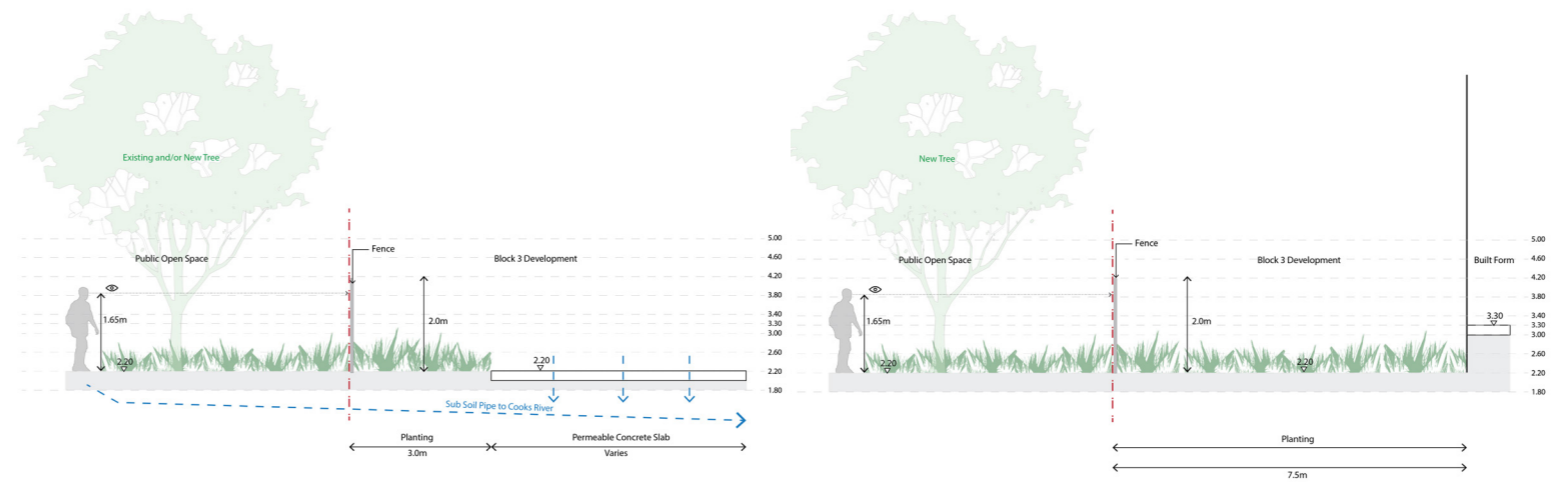 Existing and/or New Tree
Fence
Public Open Space
Block 3 Development
5.00
4.60
4.20
3.80
3.40
3.30
3.00
2.60
2.20
1.80
1.65m
2.0m
2.20
2.20
Sub Soil Pipe to Cooks River
Planting
3.0m
Permeable Concrete Slab
Varies
New Tree
Fence
Public Open Space
Block 3 Development
Built Form
5.00
4.60
4.20
3.80
3.40
3.30
3.00
2.60
2.20
1.80
1.65m
2.0m
3.30
2.20
2.20
Planting
7.5m